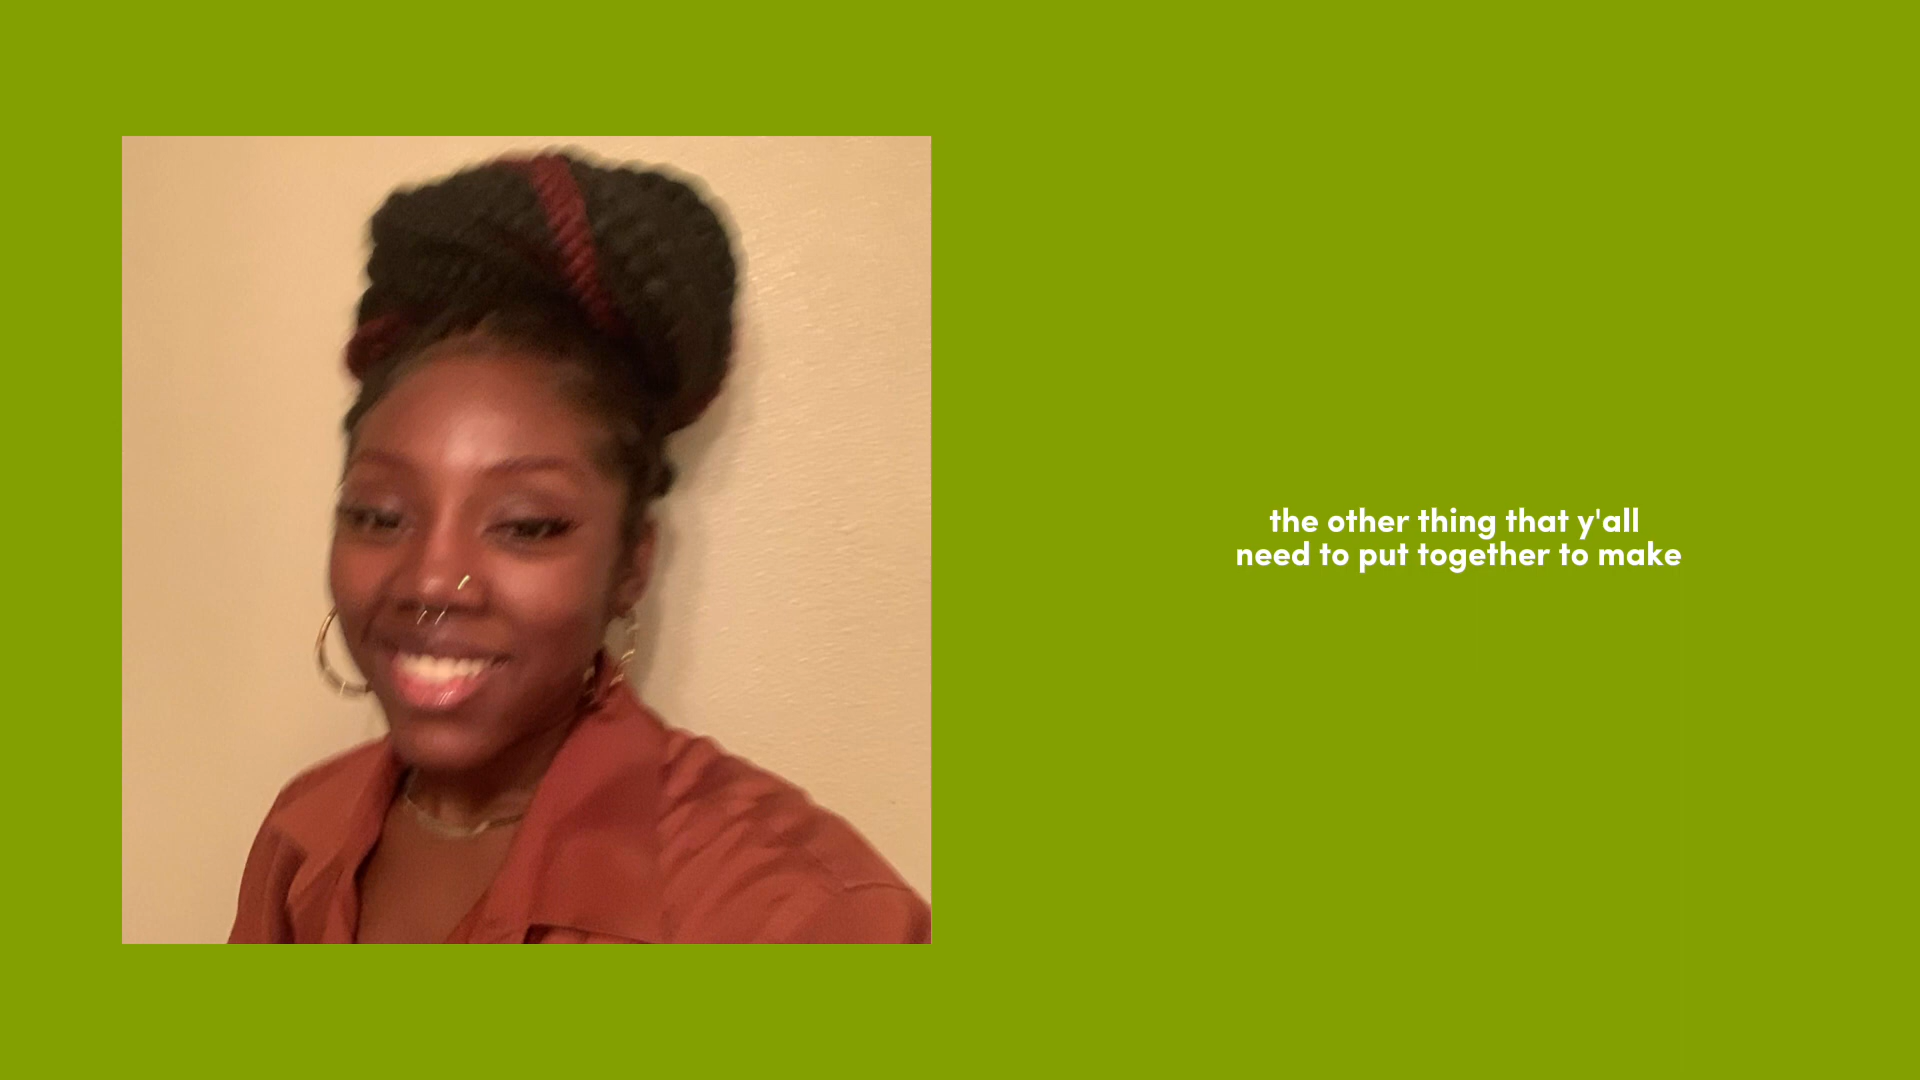 the other thing that y'all
need to put together to make